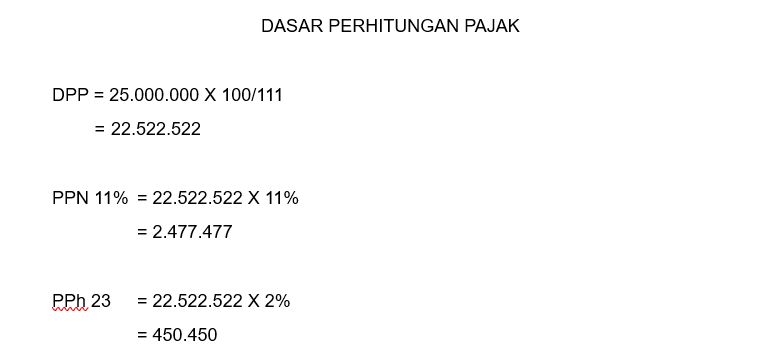 DASAR PERHITUNGAN PAJAK
DPP = 25.000.000 X 100/111
= 22.522.522
PPN 11% = 22.522.522 X 11%
= 2.477.477
PPh 23 = 22.522.522 X 2%
= 450.450